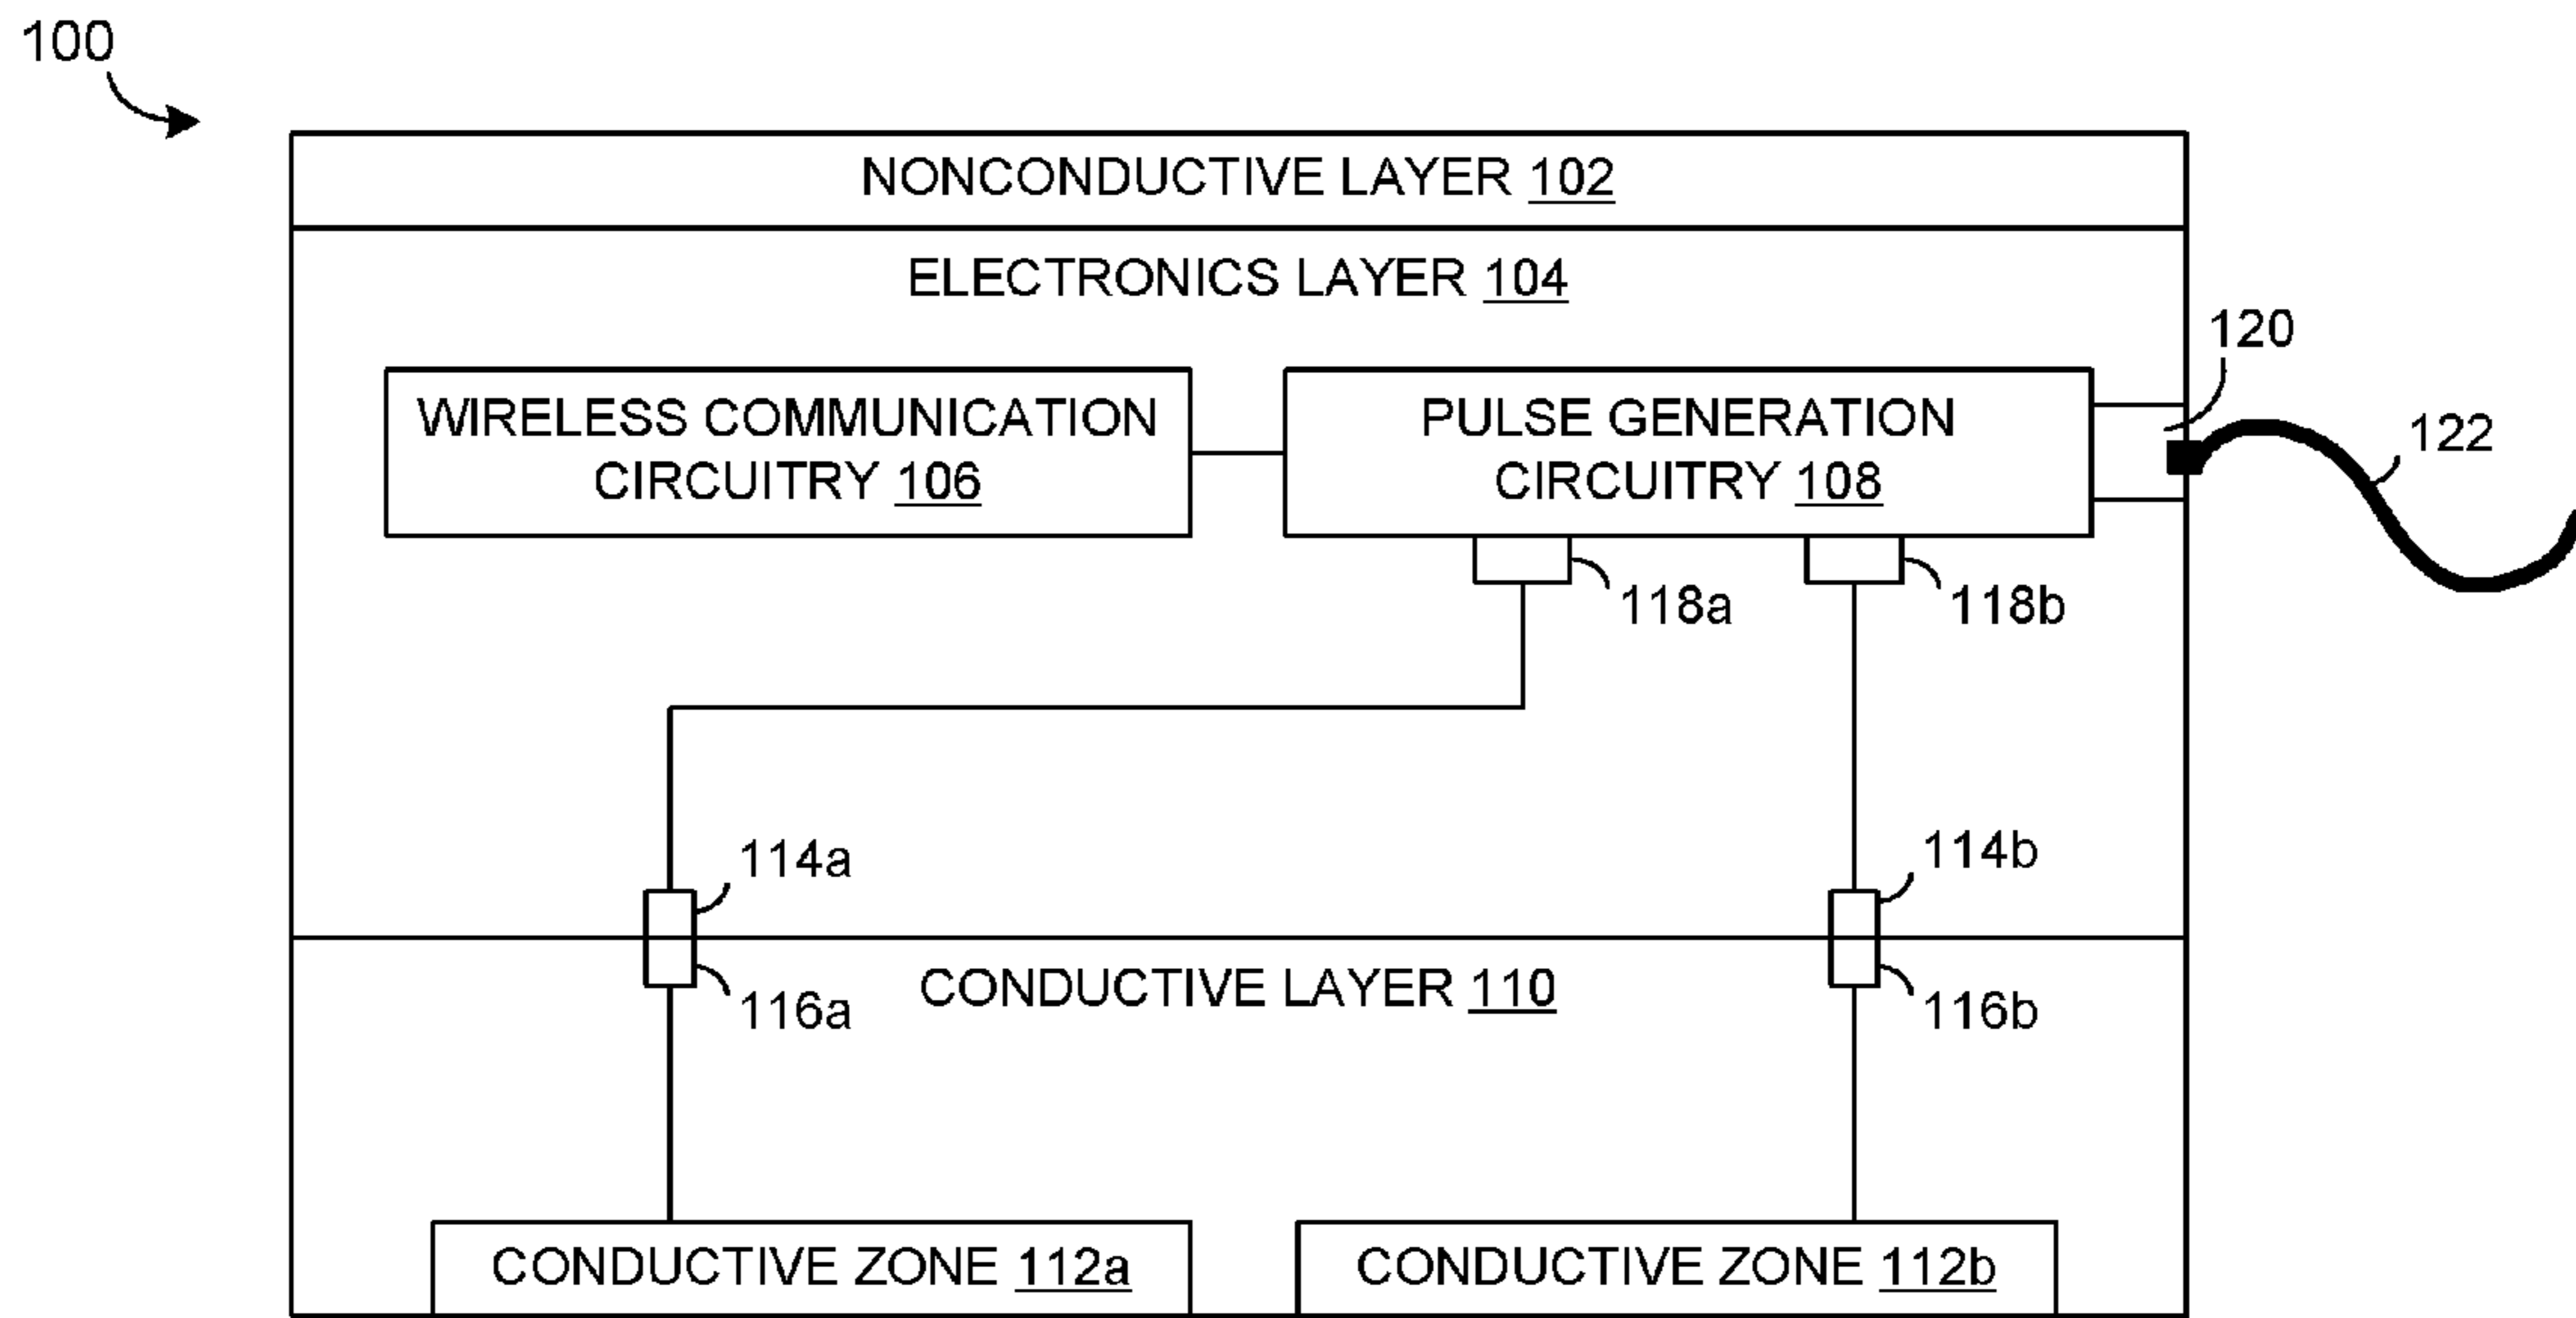 100
NONCONDUCTIVE LAYER 102
ELECTRONICS LAYER 104
120
WIRELESS COMMUNICATION
CIRCUITRY 106
PULSE GENERATION
CIRCUITRY 108
122
118a
118b
114a
114b
CONDUCTIVE LAYER 110
116a
116b
CONDUCTIVE ZONE 112a
CONDUCTIVE ZONE 112b